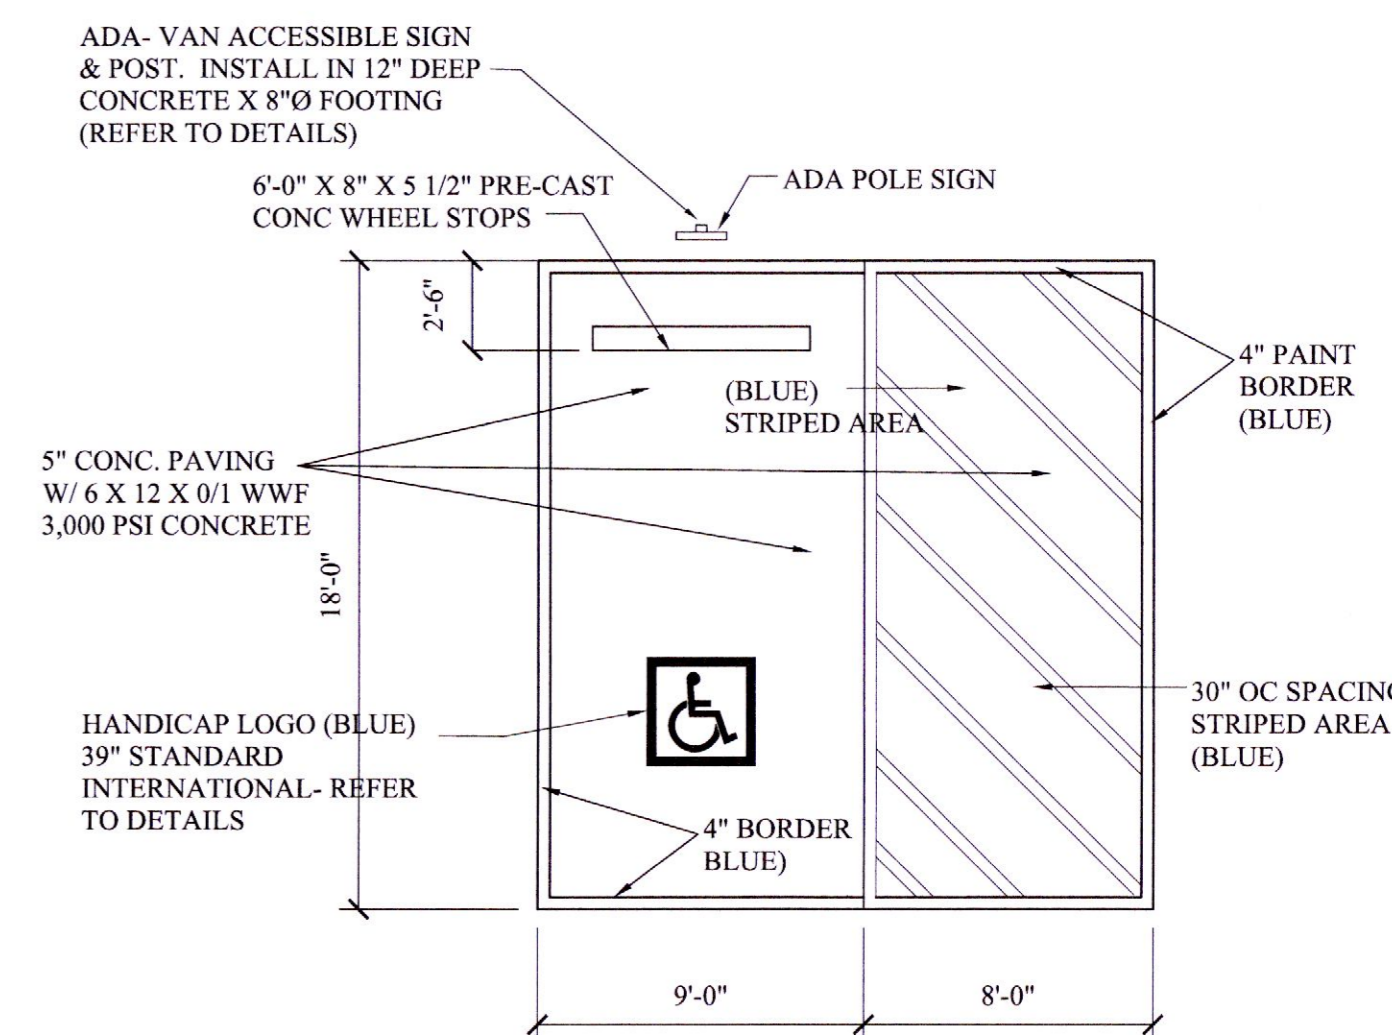 ADA- VAN ACCESSIBLE SIGN
& POST. INSTALL IN 12" DEEP
CONCRETE X 8"Ø FOOTING
(REFER TO DETAILS)
6'-0" X 8" X 5 1/2" PRE-CAST
CONC WHEEL STOPS
ADA POLE SIGN
2'-6"
4" PAINT
BORDER
(BLUE)
(BLUE)
STRIPED AREA
5" CONC. PAVING
W/ 6 X 12 X 0/1 WWF
3,000 PSI CONCRETE
18'-0"
30" OC SPACING
STRIPED AREA
(BLUE)
HANDICAP LOGO (BLUE)
39" STANDARD
INTERNATIONAL- REFER
TO DETAILS
4" BORDER
BLUE)
9'-0"
8'-0"